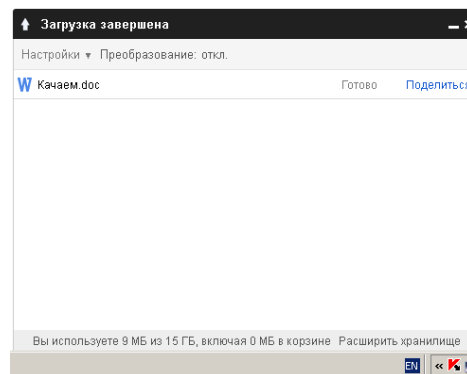 Загрузка завершена
Настройки Преобразование: откл.
Качаем.doc Готово Поделиться
Вы используете 9 МБ из 15 ГБ, включая 0 МБ в корзине Расширить хранилище
EN «